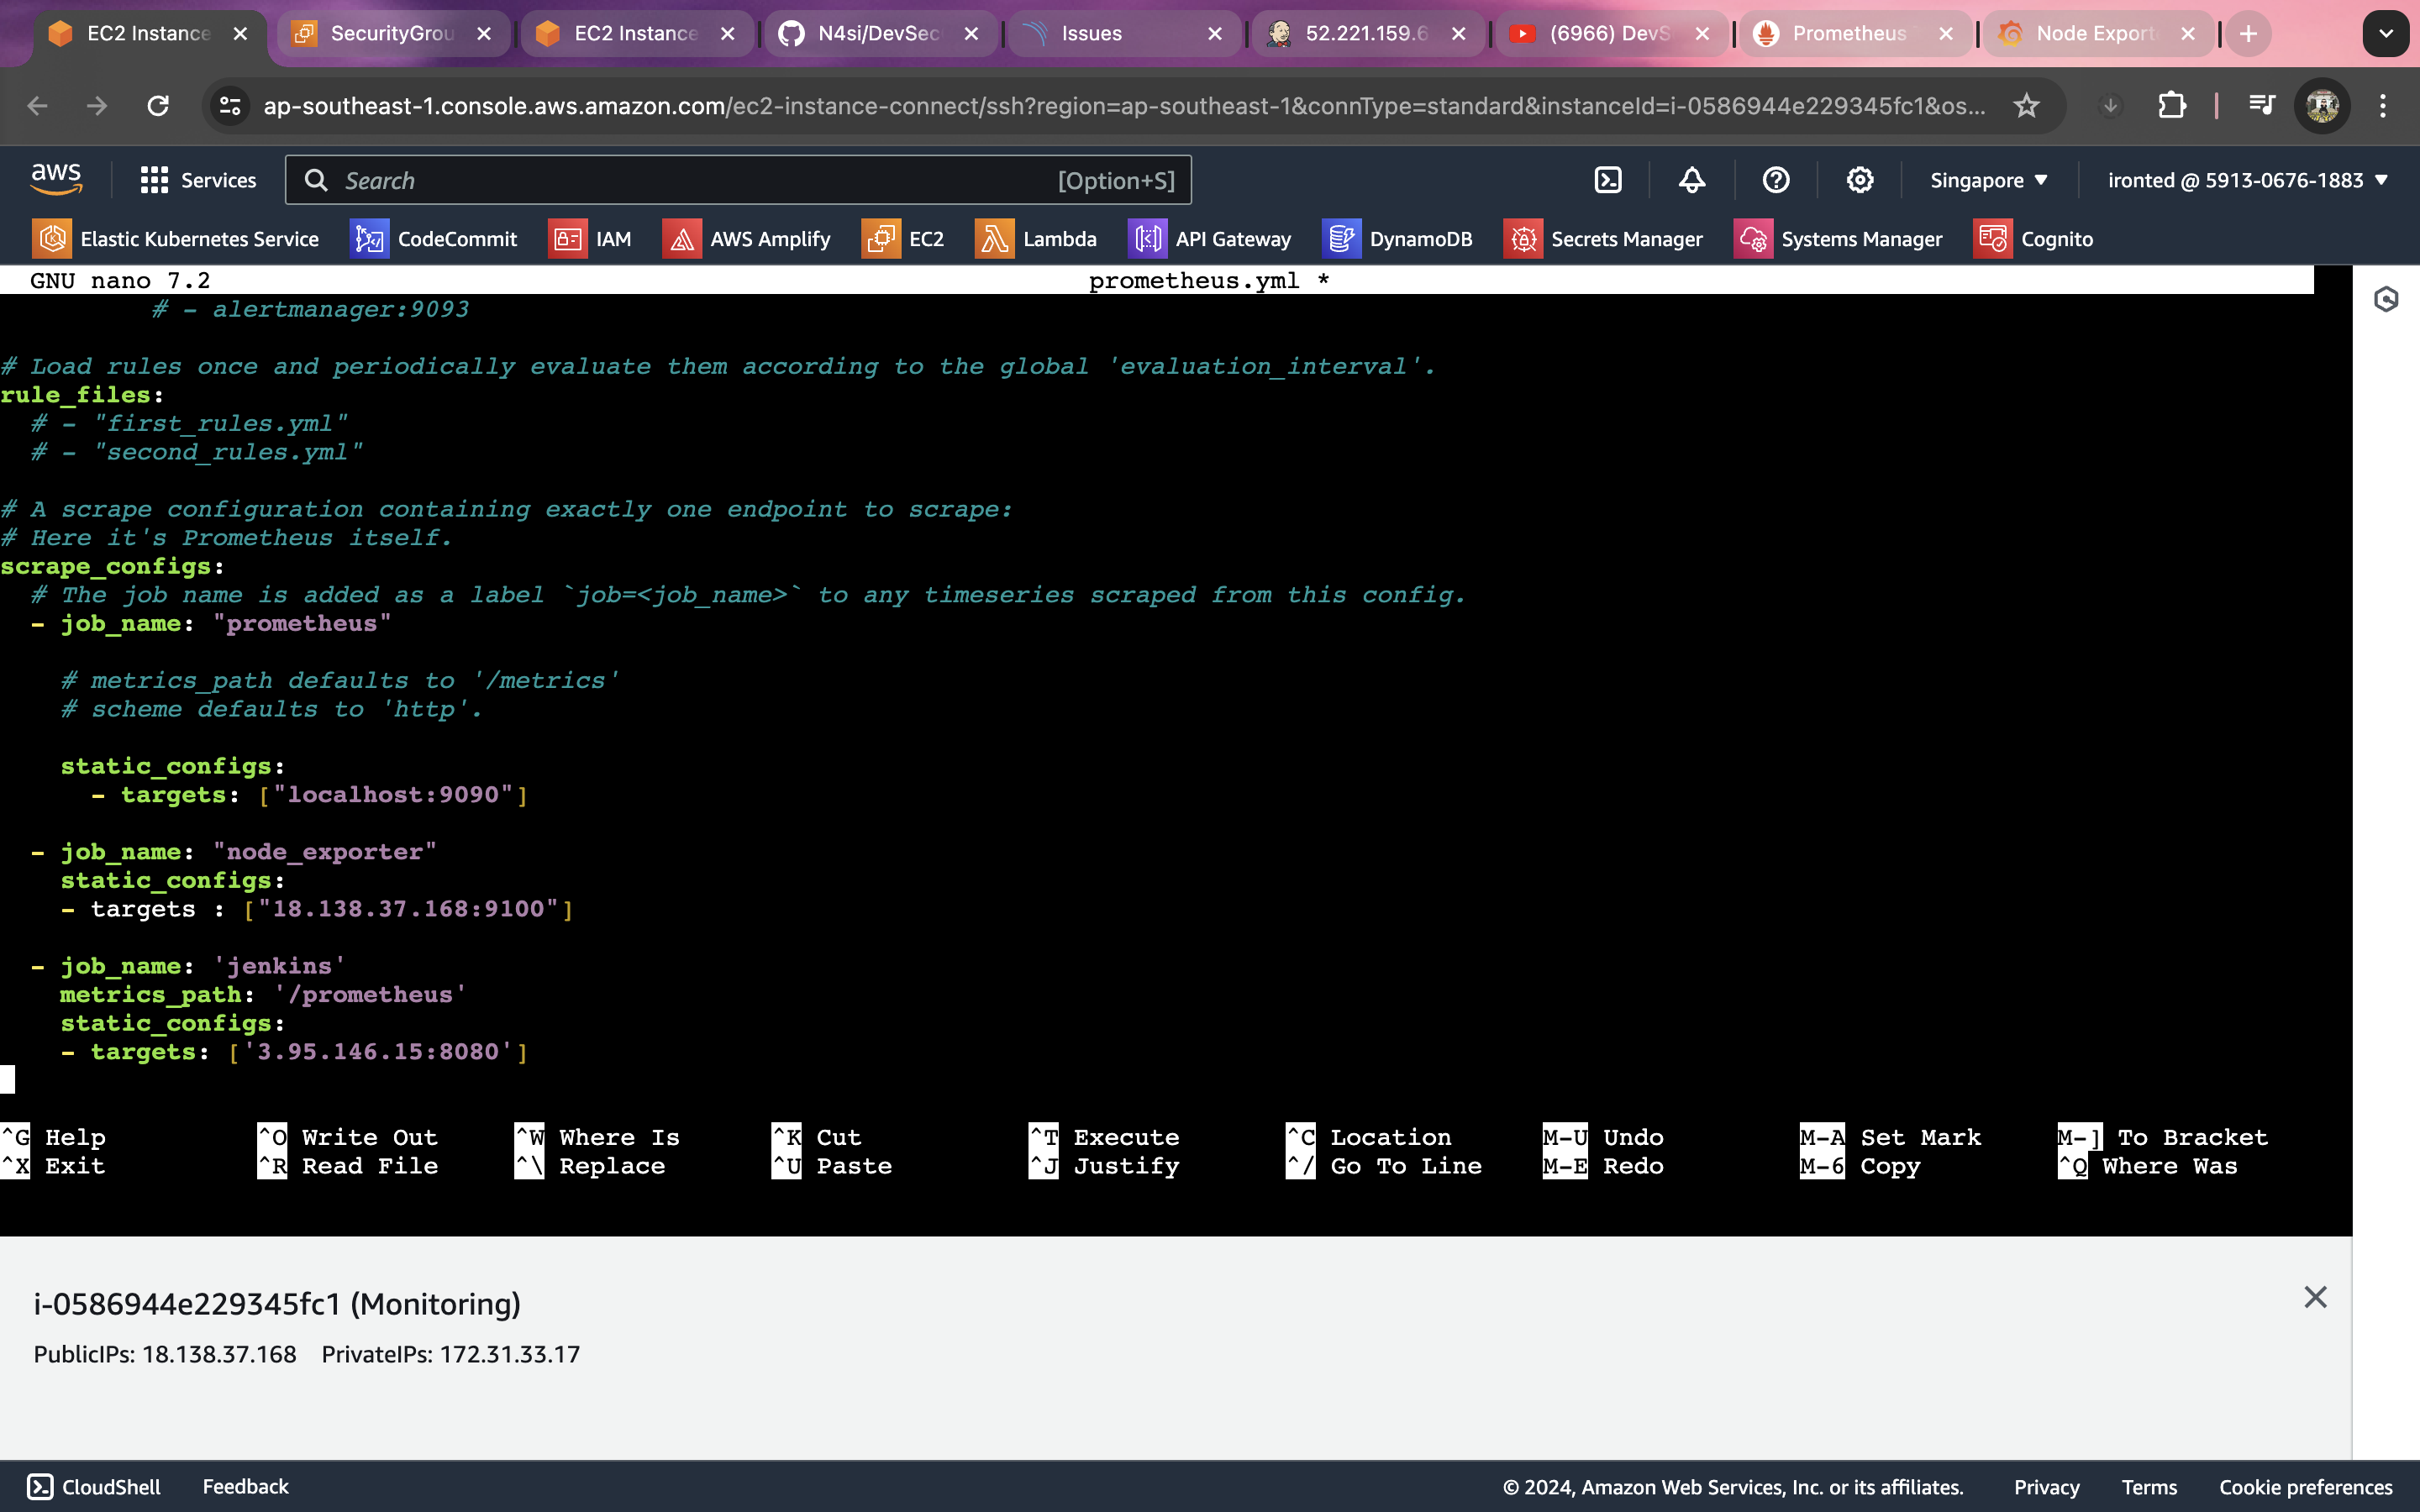 EC2 Instance
SecurityGrou
EC2 Instance
N4si/DevSec
Issues
52.221.159.6
(6966) DevS
Prometheus
Node Export
ap-southeast-1.console.aws.amazon.com/ec2-instance-connect/ssh?region=ap-southeast-1&connType=standard&instanceId=i-0586944e229345fc1&os...
aws
Services
Search
[Option+S]
Singapore
ironted @ 5913-0676-1883
Elastic Kubernetes Service
CodeCommit
IAM
AWS Amplify
EC2
Lambda
API Gateway
DynamoDB
Secrets Manager
Systems Manager
Cognito
GNU nano 7.2 prometheus.yml *
# - alertmanager:9093
# Load rules once and periodically evaluate them according to the global 'evaluation_interval'.
rule_files:
# - "first_rules.yml"
# - "second_rules.yml"
# A scrape configuration containing exactly one endpoint to scrape:
# Here it's Prometheus itself.
scrape_configs:
# The job name is added as a label `job=<job_name>` to any timeseries scraped from this config.
- job_name: "prometheus"
# metrics_path defaults to '/metrics'
# scheme defaults to 'http'.
static_configs:
- targets: ["localhost:9090"]
- job_name: "node_exporter"
static_configs:
- targets : ["18.138.37.168:9100"]
- job_name: 'jenkins'
metrics_path: '/prometheus'
static_configs:
- targets: ['3.95.146.15:8080']
^G Help ^O Write Out ^W Where Is ^K Cut ^T Execute ^C Location M-U Undo M-A Set Mark M-] To Bracket
^X Exit ^R Read File ^\ Replace ^U Paste ^J Justify ^/ Go To Line M-E Redo M-6 Copy ^Q Where Was
i-0586944e229345fc1 (Monitoring)
PublicIPs: 18.138.37.168 PrivateIPs: 172.31.33.17
CloudShell
Feedback
© 2024, Amazon Web Services, Inc. or its affiliates.
Privacy
Terms
Cookie preferences